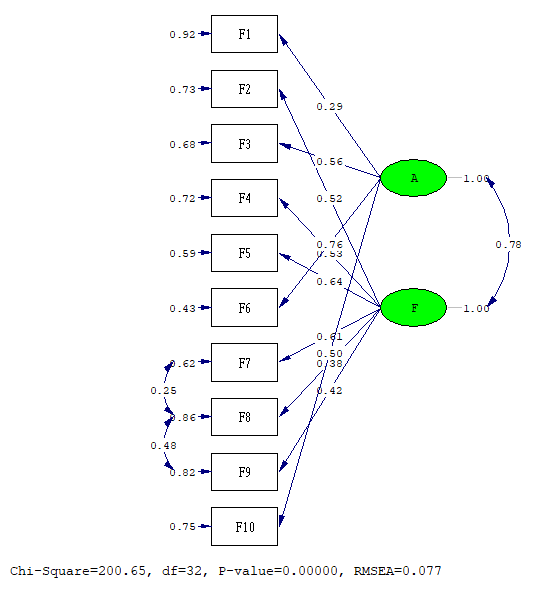 0.92 F1
0.29
0.73 F2
0.68 F3
0.56
A 1.00
0.72 F4
0.52
0.76
0.78
0.59 F5
0.53
0.64
0.43 F6
F 1.00
0.61
0.62 F7
0.50
0.38
0.25
0.42
0.86 F8
0.48
0.82 F9
0.75 F10
Chi-Square=200.65, df=32, P-value=0.00000, RMSEA=0.077